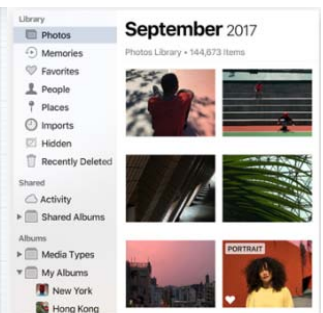 Library
Photos
Memories
Favorites
People
Places
Imports
Hidden
Recently Deleted
Shared
Activity
Shared Albums
Albums
Media Types
My Albums
New York
Hong Kong
September 2017
Photos Library • 144,673 Items
PORTRAIT